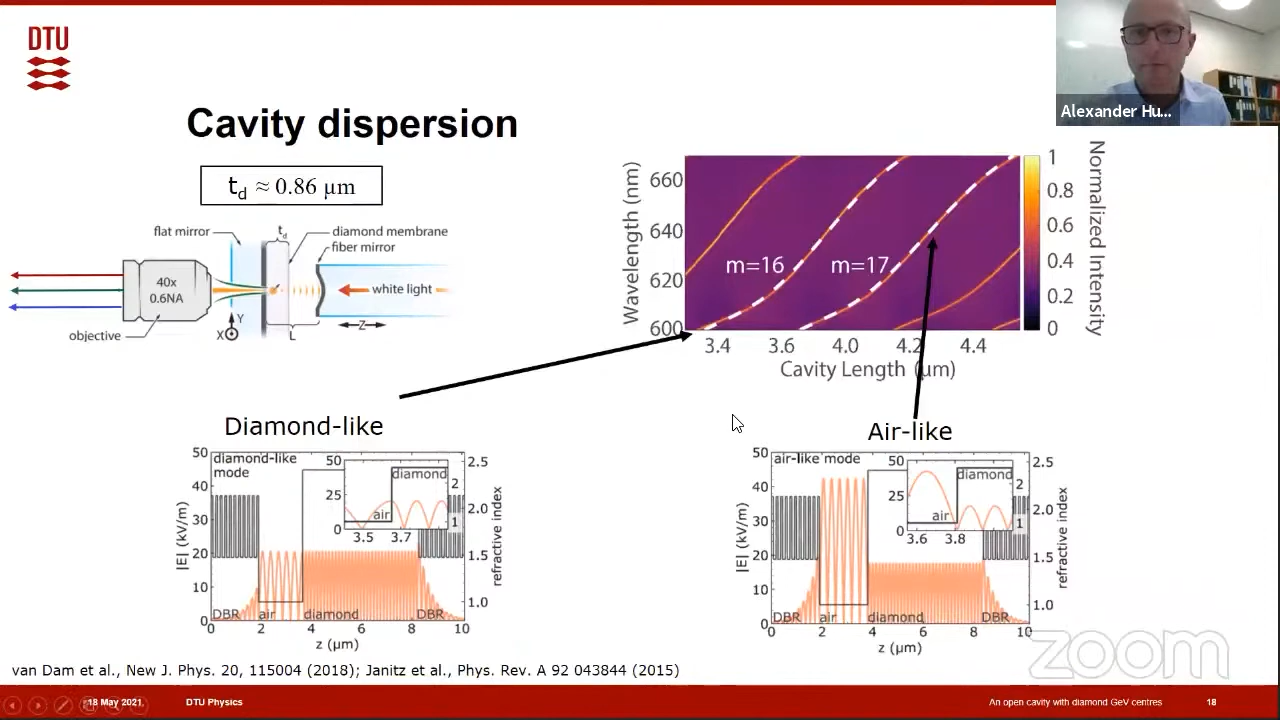 DTU
Alexander Hu...
Cavity dispersion
td ≈ 0.86 μm
flat mirror
td
diamond membrane
fiber mirror
40x
0.6NA
white light
objective
X
Y
L
Z
Wavelength (nm)
660
640
620
600
m=16
m=17
3.4
3.6
4.0
4.2
4.4
Cavity Length (μm)
1
0.8
0.6
0.4
0.2
0
Normalized Intensity
Diamond-like
diamond-like
mode
|E| (kV/m)
50
40
30
20
10
0
50
25
0
diamond
air
3.5
3.7
2
1
2.5
2.0
1.5
1.0
refractive index
DBR
air
diamond
DBR
0
2
4
6
8
10
z (μm)
Air-like
air-like mode
|E| (kV/m)
50
40
30
20
10
0
50
25
0
diamond
air
3.6
3.8
2
1
2.5
2.0
1.5
1.0
refractive index
DBR
air
diamond
DBR
0
2
4
6
8
10
z (μm)
zoom
van Dam et al., New J. Phys. 20, 115004 (2018); Janitz et al., Phys. Rev. A 92 043844 (2015)
18 May 2021
DTU Physics
An open cavity with diamond GeV centres
18